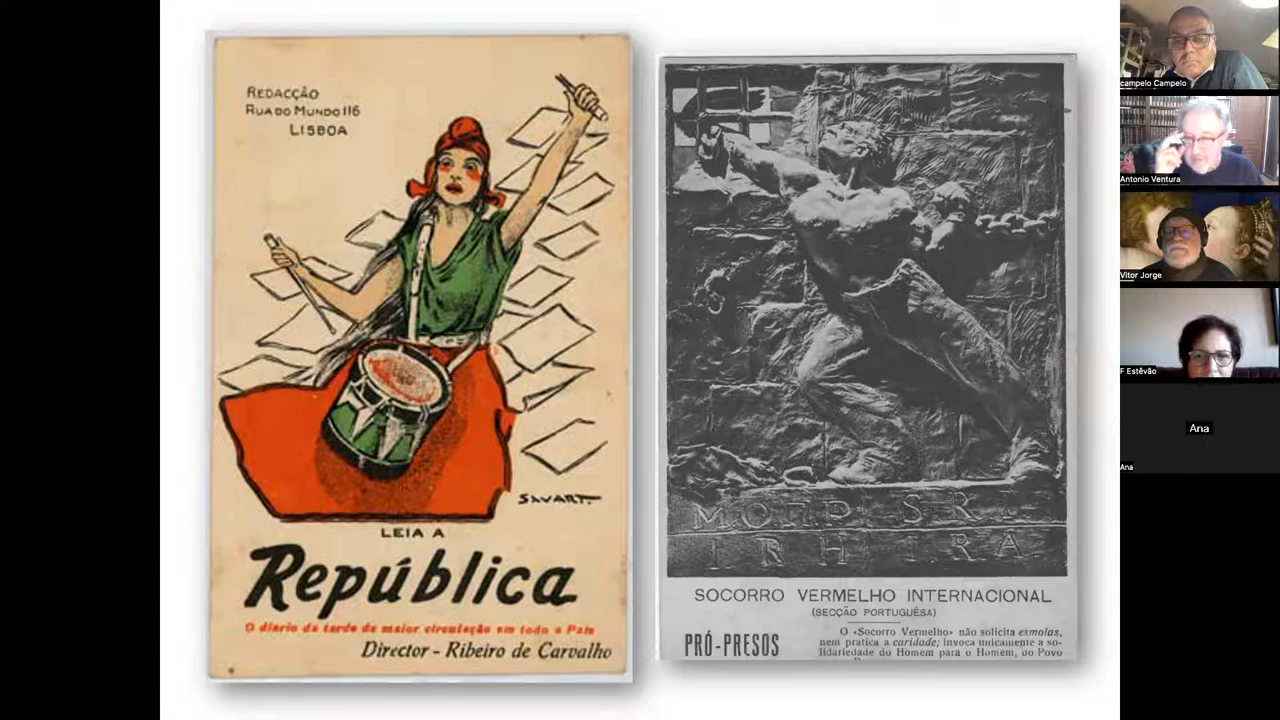 REDACÇÃO
RUA DO MUNDO 116
LISBOA
SAVART.
LEIA A
República
O diario da tarde de maior circulação em todo o País
Director - Ribeiro de Carvalho
SOCORRO VERMELHO INTERNACIONAL
(SECÇÃO PORTUGUÊSA)
PRÓ-PRESOS
O «Socorro Vermelho» não solicita esmolas,
nem pratica a caridade; invoca unicamente a so-
lidariedade do Homem para o Homem, do Povo
campelo Campelo
Antonio Ventura
Vitor Jorge
F Estêvão
Ana
Ana